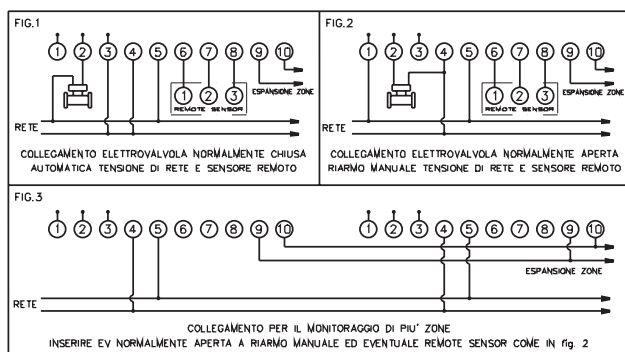 FIG.1
1 2 3 4 5 6 7 8 9 10
1 2 3
REMOTE SENSOR
ESPANSIONE ZONE
RETE
COLLEGAMENTO ELETTROVALVOLA NORMALMENTE CHIUSA
AUTOMATICA TENSIONE DI RETE E SENSORE REMOTO
FIG.2
1 2 3 4 5 6 7 8 9 10
1 2 3
REMOTE SENSOR
ESPANSIONE ZONE
RETE
COLLEGAMENTO ELETTROVALVOLA NORMALMENTE APERTA
RIARMO MANUALE TENSIONE DI RETE E SENSORE REMOTO
FIG.3
1 2 3 4 5 6 7 8 9 10 1 2 3 4 5 6 7 8 9 10
ESPANSIONE ZONE
RETE
COLLEGAMENTO PER IL MONITORAGGIO DI PIU' ZONE
INSERIRE EV NORMALMENTE APERTA A RIARMO MANUALE ED EVENTUALE REMOTE SENSOR COME IN fig. 2